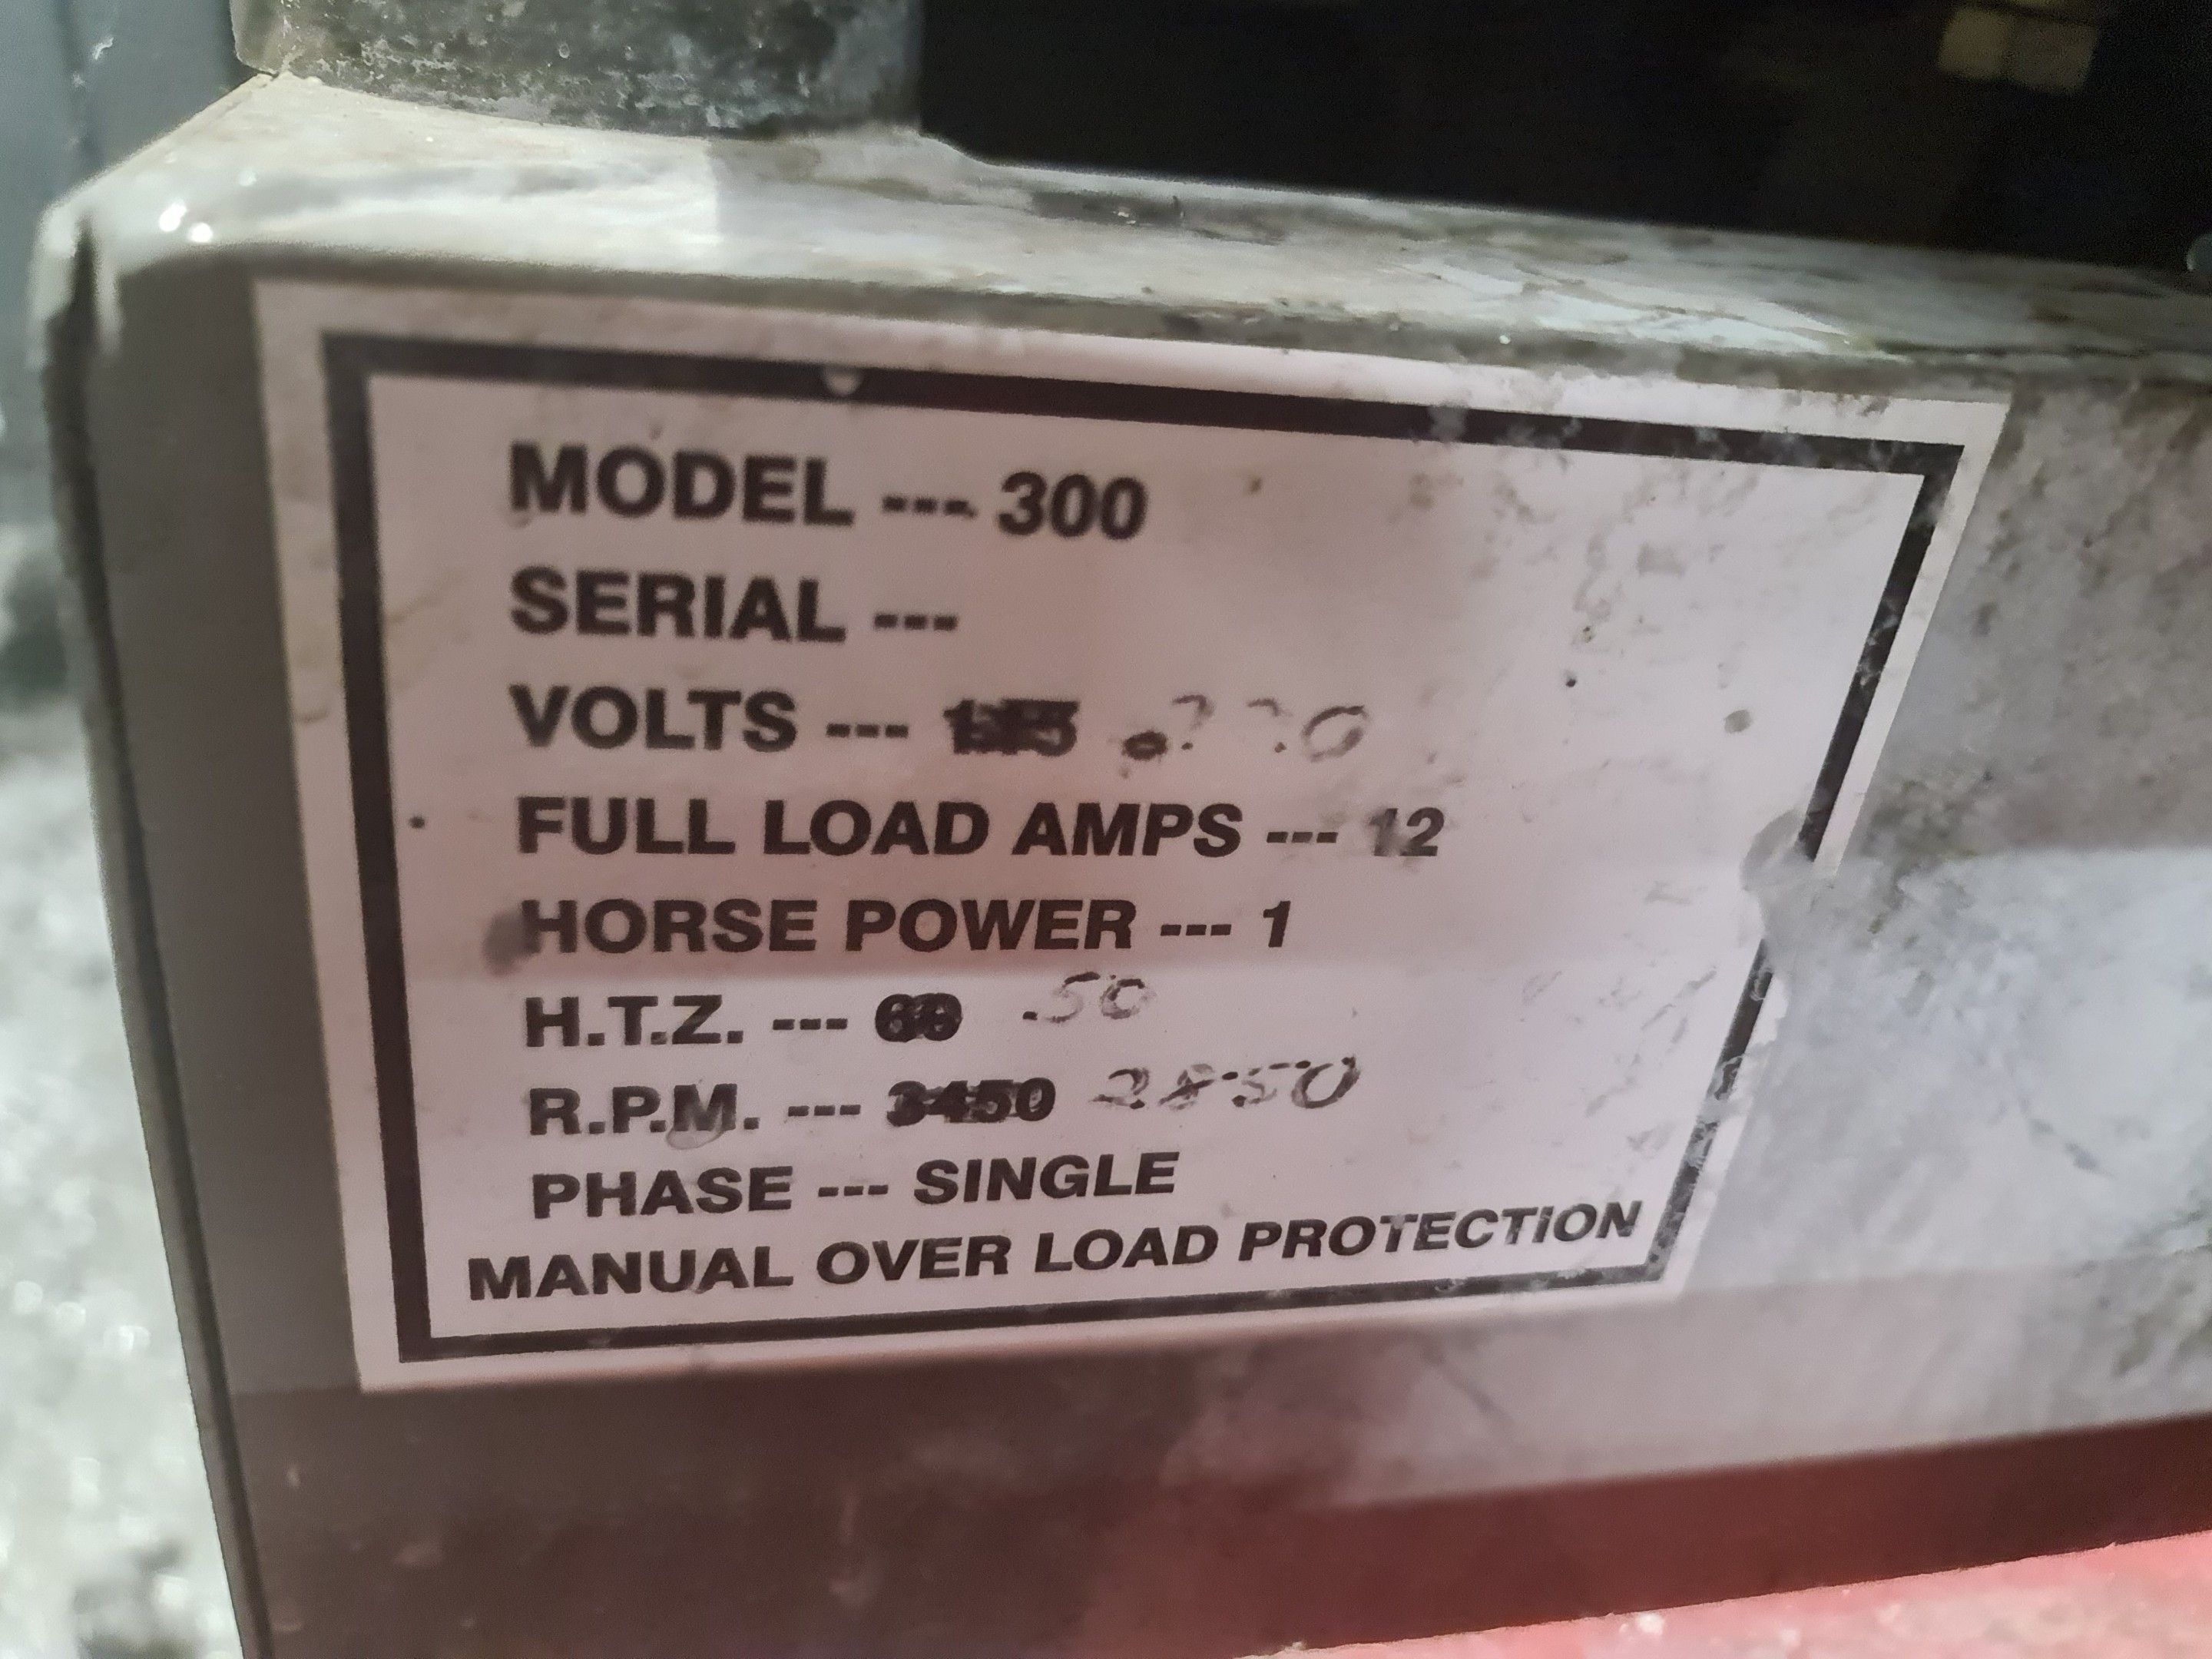 MODEL --- 300
SERIAL ---
VOLTS --- 115 220
FULL LOAD AMPS --- 12
HORSE POWER --- 1
H.T.Z. --- 60 50
R.P.M. --- 3450 2850
PHASE --- SINGLE
MANUAL OVER LOAD PROTECTION